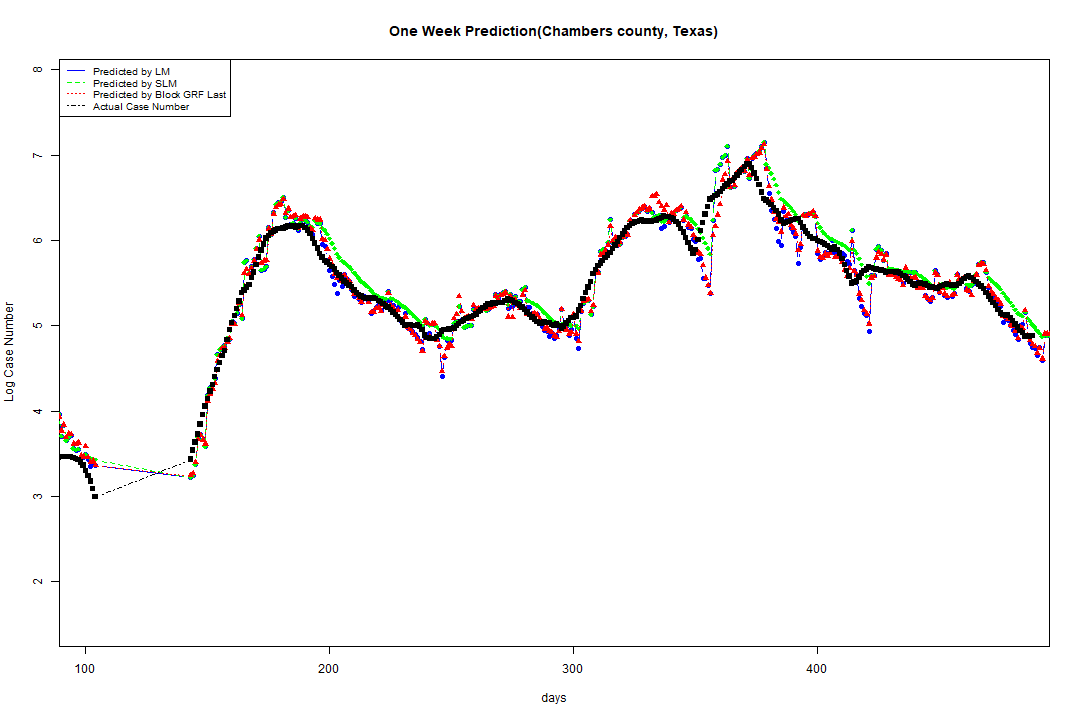 One Week Prediction(Chambers county, Texas)
Predicted by LM
Predicted by SLM
Predicted by Block GRF Last
Actual Case Number
8
7
6
5
4
3
2
Log Case Number
100 200 300 400
days